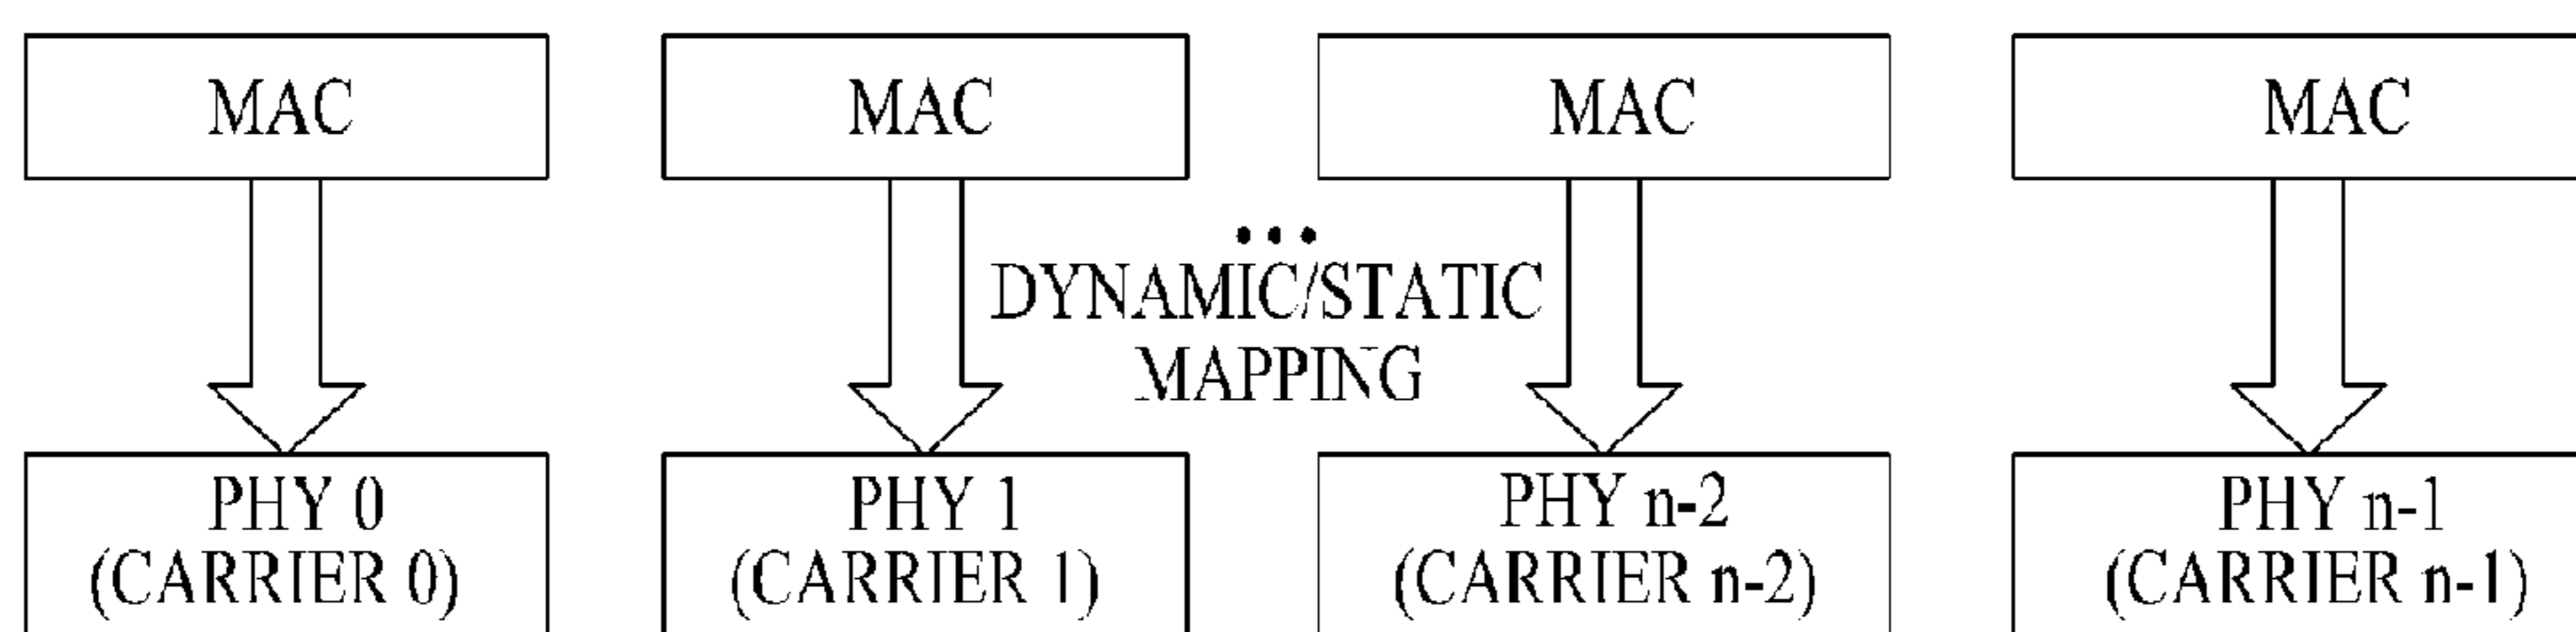 MAC
MAC
MAC
MAC
...
DYNAMIC/STATIC
MAPPING
PHY 0
(CARRIER 0)
PHY 1
(CARRIER 1)
PHY n-2
(CARRIER n-2)
PHY n-1
(CARRIER n-1)